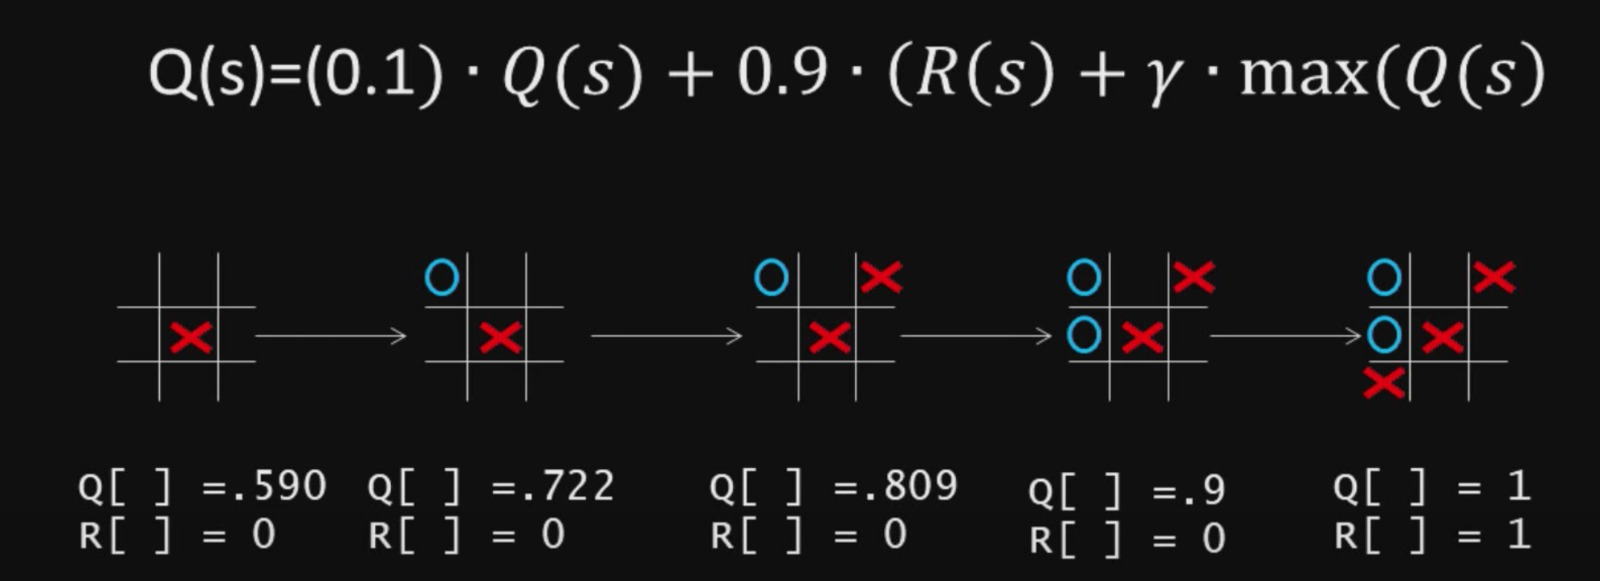 Q(s)=(0.1) · Q(s) + 0.9 · (R(s) + γ · max(Q(s)
Q[ ] =.590 Q[ ] =.722 Q[ ] =.809 Q[ ] =.9 Q[ ] = 1
R[ ] = 0 R[ ] = 0 R[ ] = 0 R[ ] = 0 R[ ] = 1